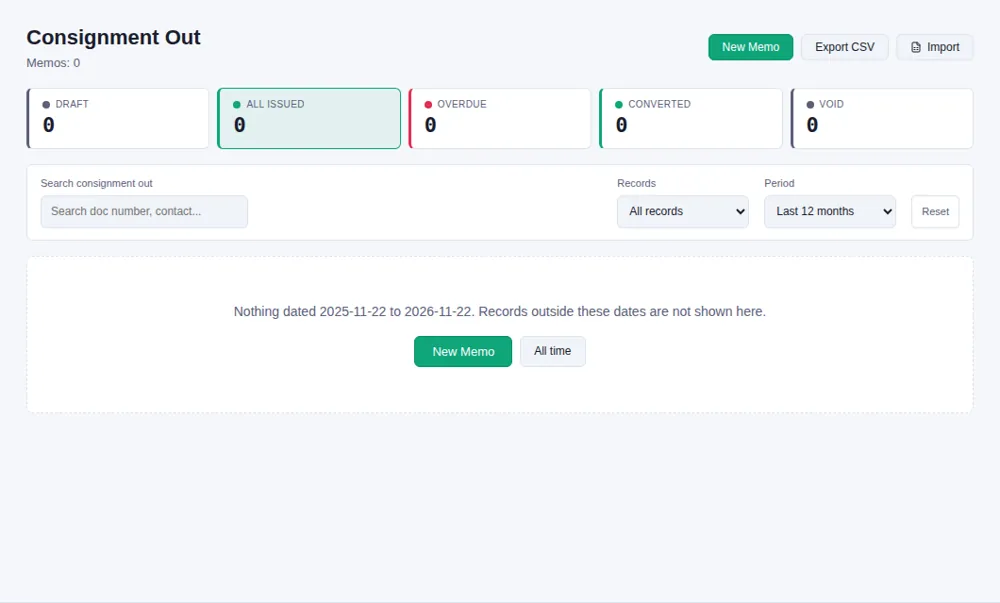 Consignment Out
Memos: 0
New Memo
Export CSV
Import
DRAFT
0
ALL ISSUED
0
OVERDUE
0
CONVERTED
0
VOID
0
Search consignment out
Search doc number, contact...
Records
All records
Period
Last 12 months
Reset
Nothing dated 2025-11-22 to 2026-11-22. Records outside these dates are not shown here.
New Memo
All time